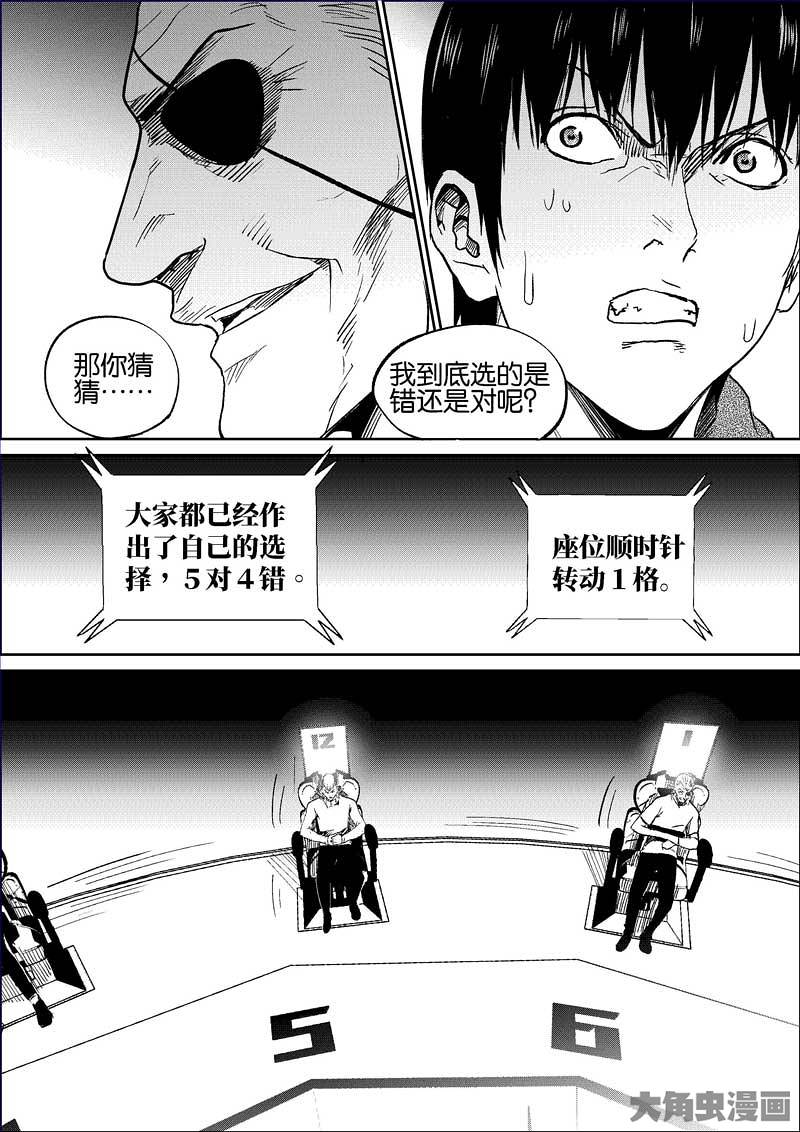 那你猜
猜……
我到底选的是
错还是对呢?
大家都已经作
出了自己的选
择，5对4错。
座位顺时针
转动1格。
12
1
5
6
大角虫漫画